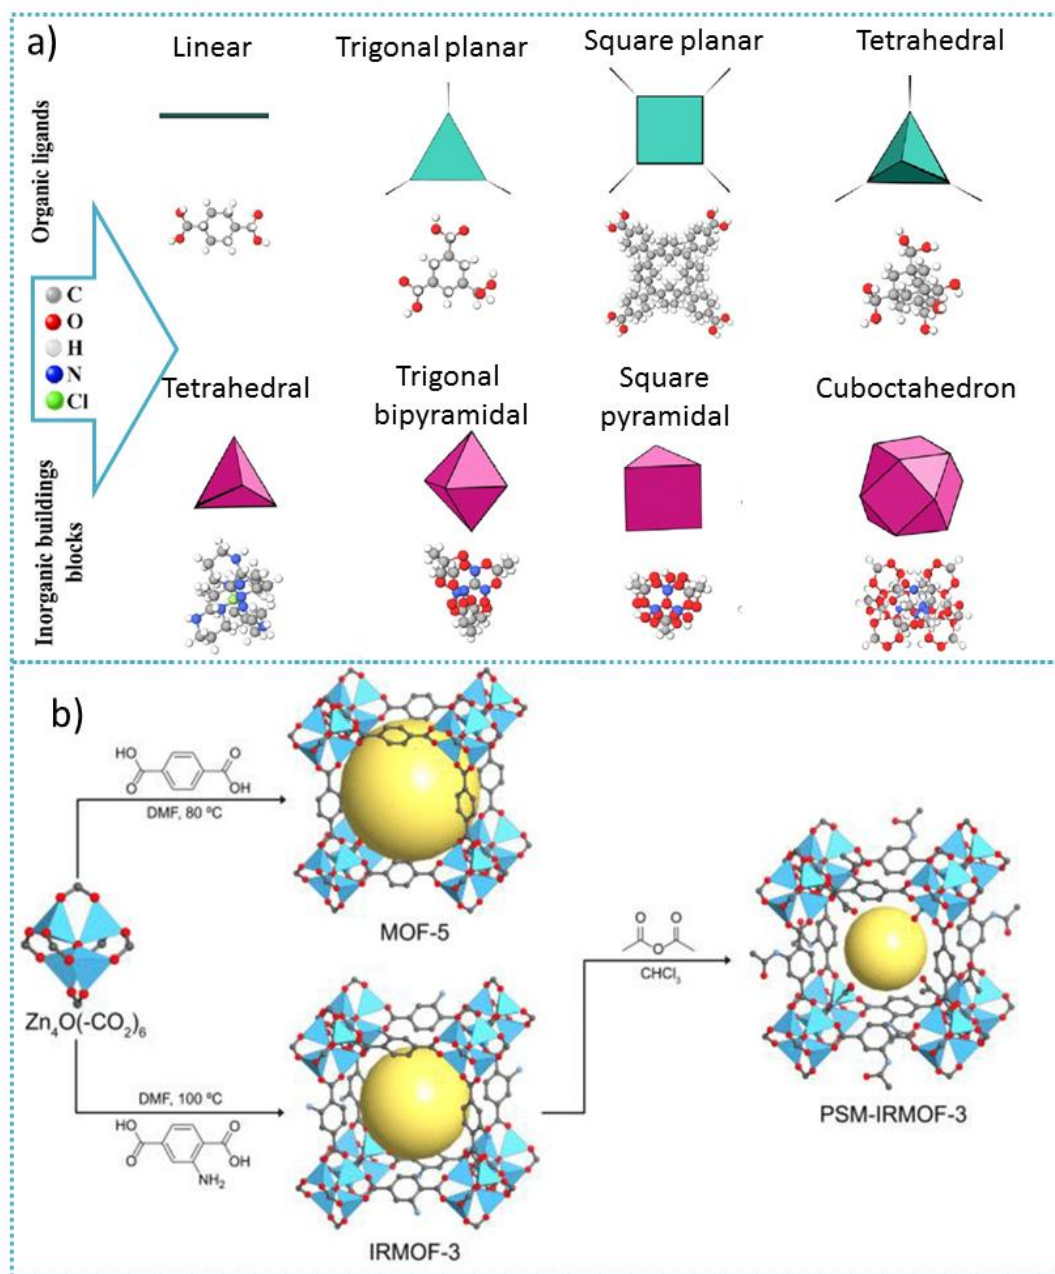 a)
Linear
Trigonal planar
Square planar
Tetrahedral
Organic ligands
C
O
H
N
Cl
Tetrahedral
Trigonal
bipyramidal
Square
pyramidal
Cuboctahedron
Inorganic buildings
blocks
b)
HO
O
O
OH
DMF, 80 ºC
MOF-5
Zn₄O(-CO₂)₆
O
O
O
CHCl₃
DMF, 100 ºC
HO
O
O
OH
NH₂
IRMOF-3
PSM-IRMOF-3